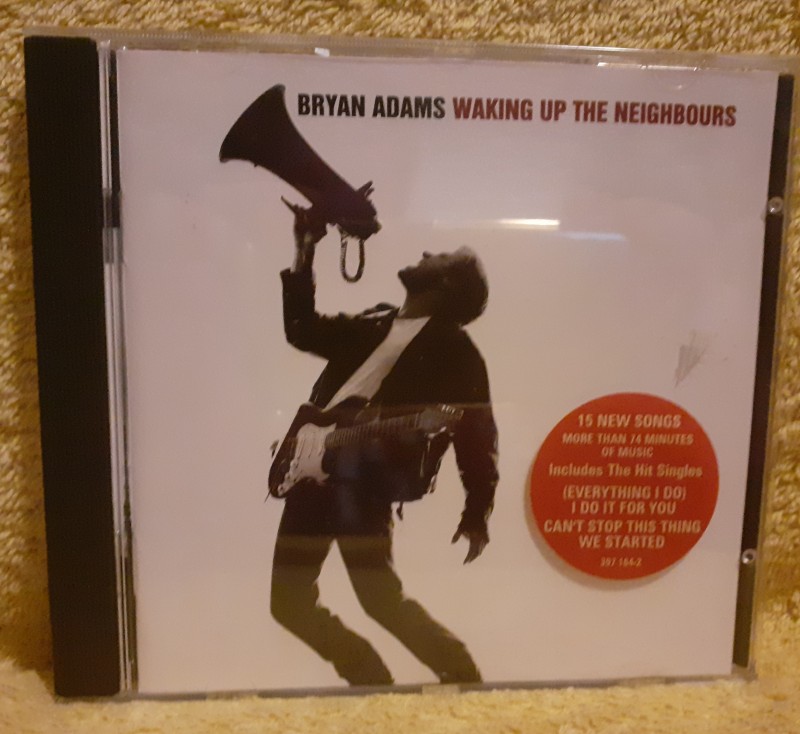 BRYAN ADAMS WAKING UP THE NEIGHBOURS
15 NEW SONGS
MORE THAN 74 MINUTES
OF MUSIC
Includes The Hit Singles
(EVERYTHING I DO)
I DO IT FOR YOU
CAN'T STOP THIS THING
WE STARTED
397 164-2